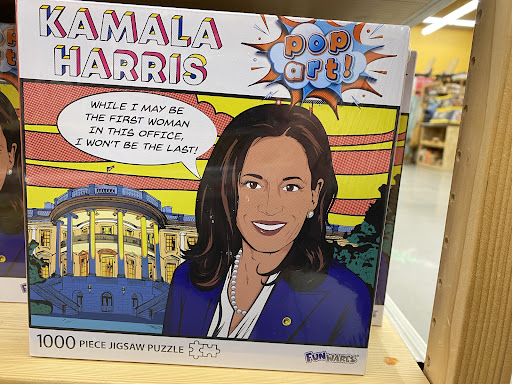 KAMALA
HARRIS
pop
art!
WHILE I MAY BE
THE FIRST WOMAN
IN THIS OFFICE,
I WON'T BE THE LAST!
1000 PIECE JIGSAW PUZZLE
FUNWARES